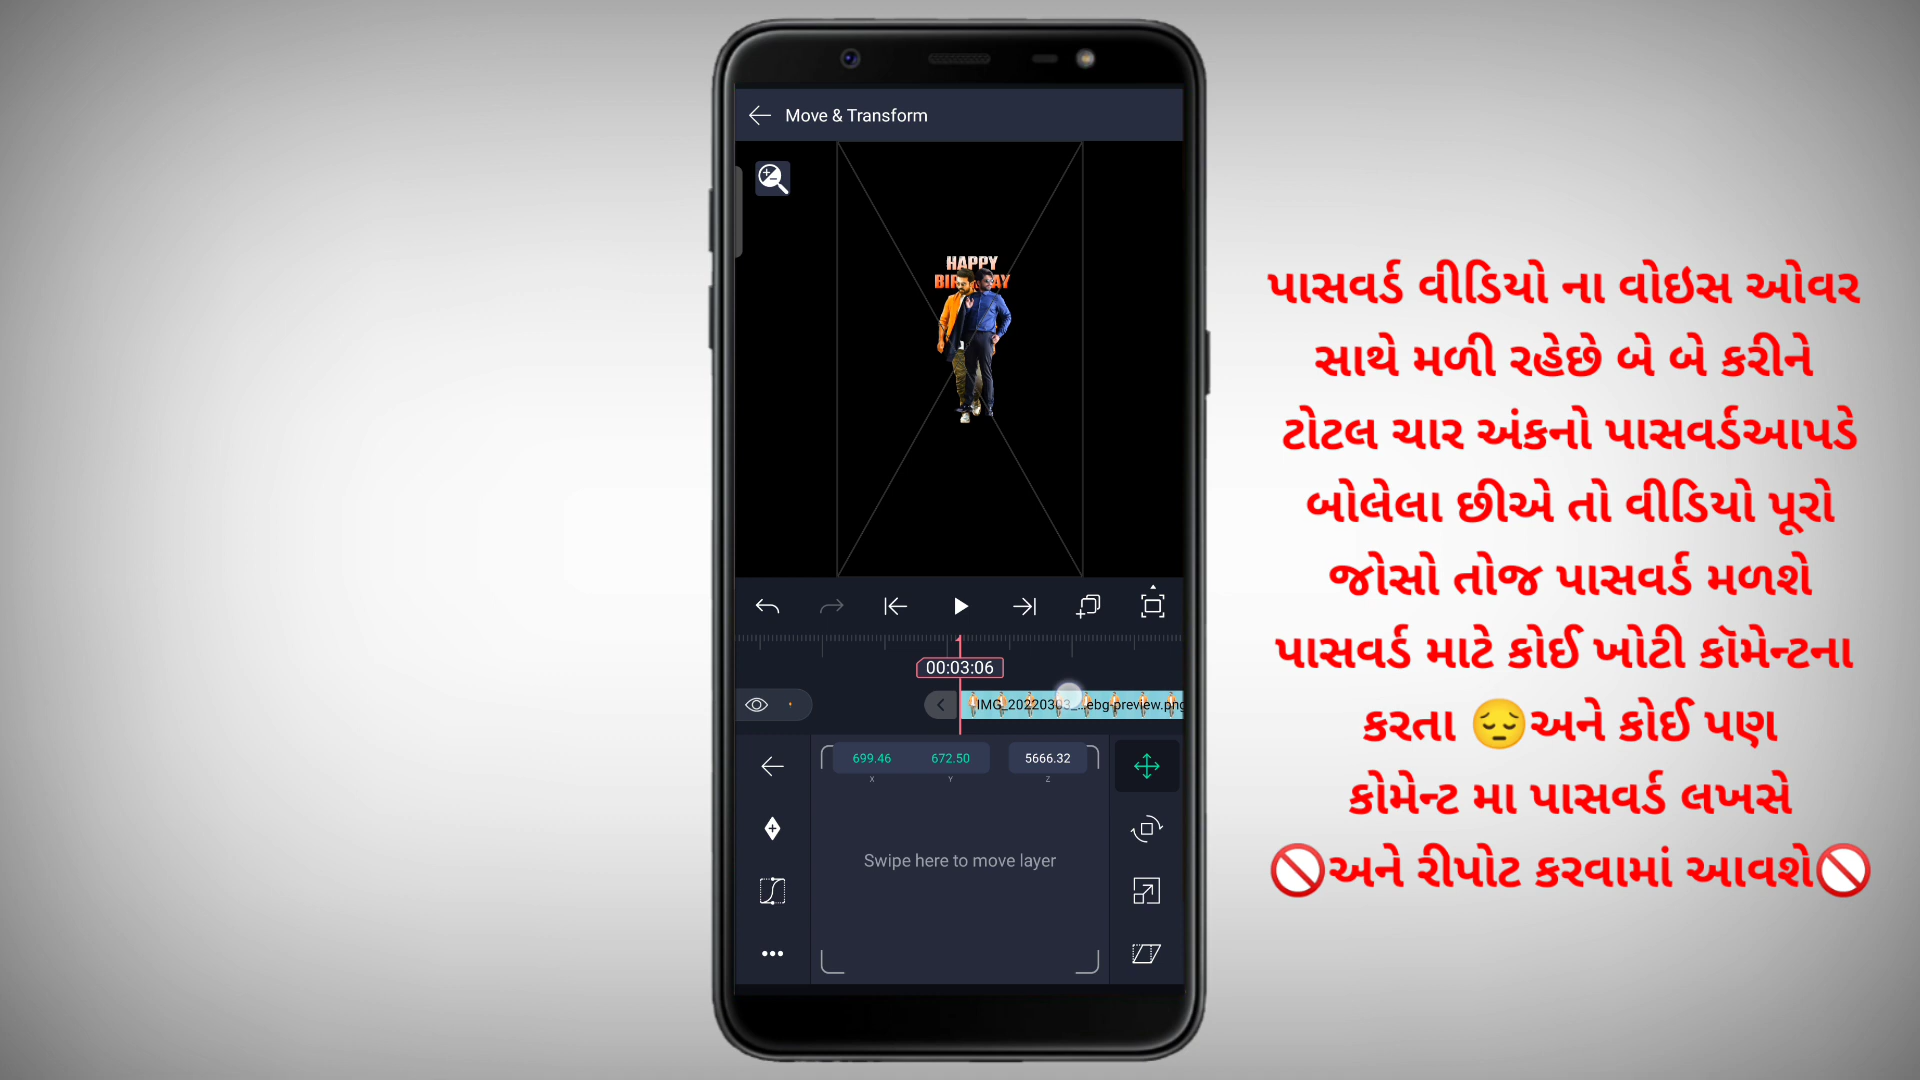 Move & Transform
HAPPY
00:03:06
IMG_20220303_...ebg-preview.png
699.46 672.50 5666.32
X Y Z
Swipe here to move layer
પાસવર્ડ વીડિયો ના વોઇસ ઓવર
સાથે મળી રહેછે બે બે કરીને
ટોટલ ચાર અંકનો પાસવર્ડઆપડે
બોલેલા છીએ તો વીડિયો પૂરો
જોસો તોજ પાસવર્ડ મળશે
પાસવર્ડ માટે કોઈ ખોટી કૉમેન્ટના
કરતા 😔અને કોઈ પણ
કોમેન્ટ મા પાસવર્ડ લખસે
🚫અને રીપોટ કરવામાં આવશે🚫